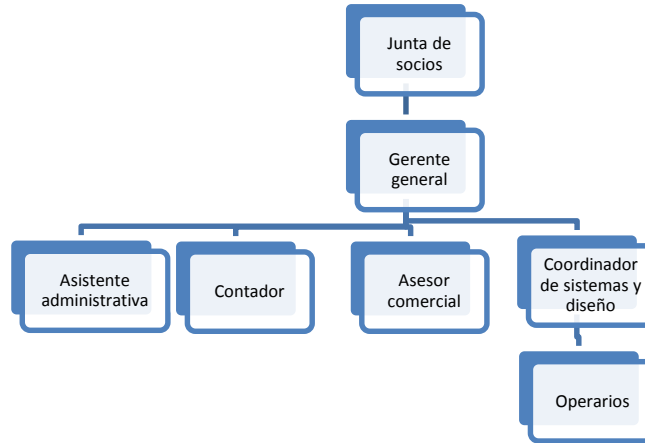 Junta de
socios
Gerente
general
Asistente
administrativa
Contador
Asesor
comercial
Coordinador
de sistemas y
diseño
Operarios